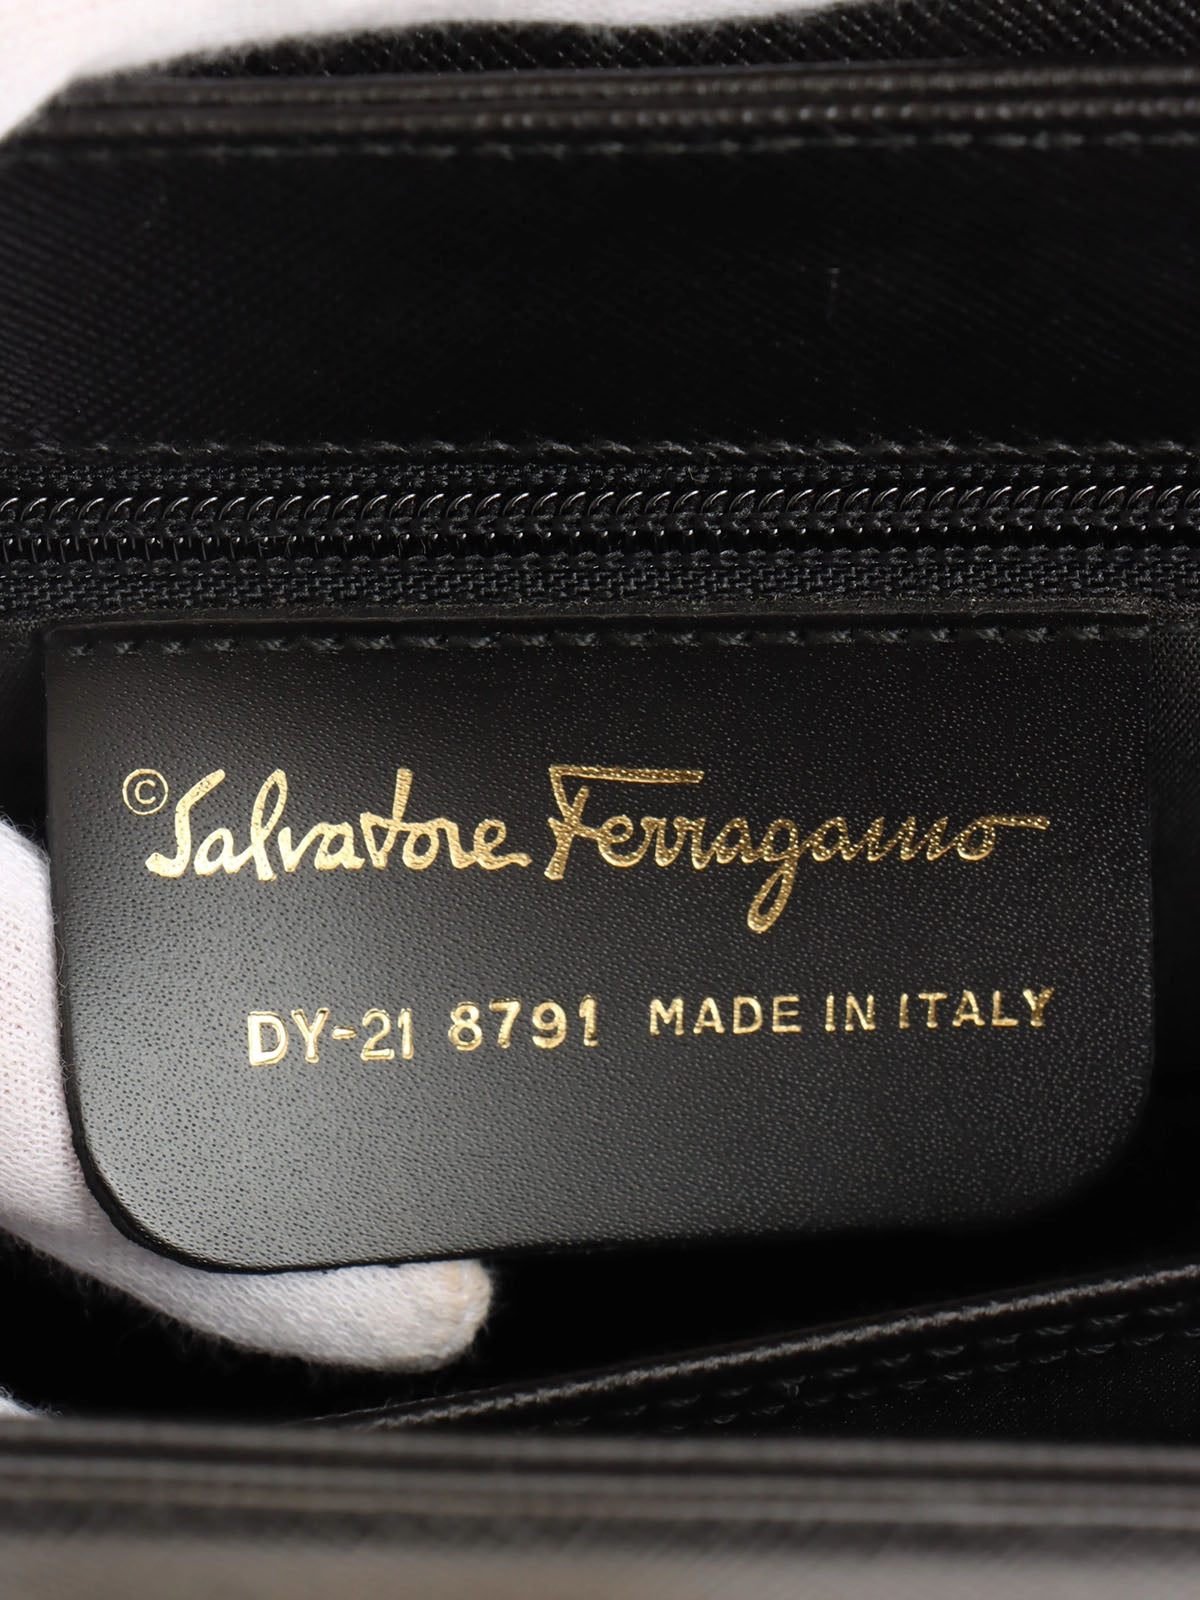 © Salvatore Ferragamo
DY-21 8791 MADE IN ITALY